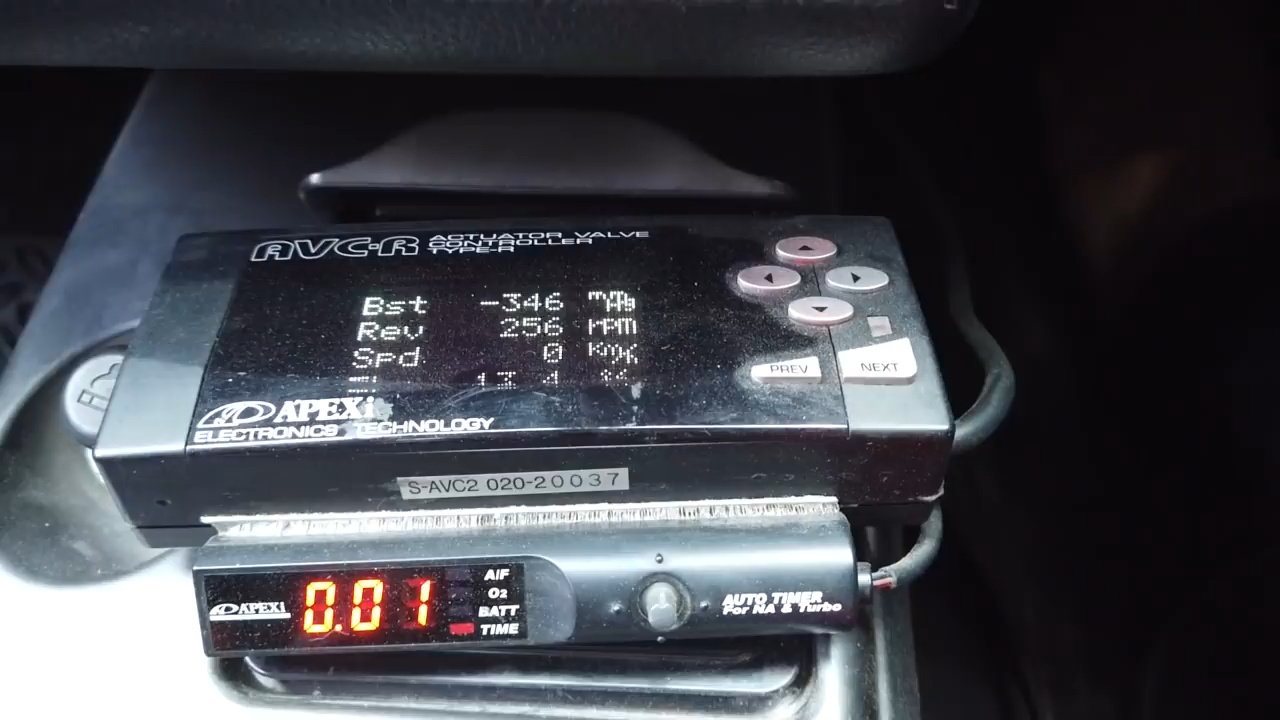 AVC-R ACTUATOR VALVE
CONTROLLER
TYPE-R
Bst -346
Rev 256 rpm
Spd 0
APEXi
ELECTRONICS TECHNOLOGY
PREV NEXT
S-AVC2 020-20037
APEXi 0.01
A/F
O2
BATT
TIME
AUTO TIMER
For NA & Turbo